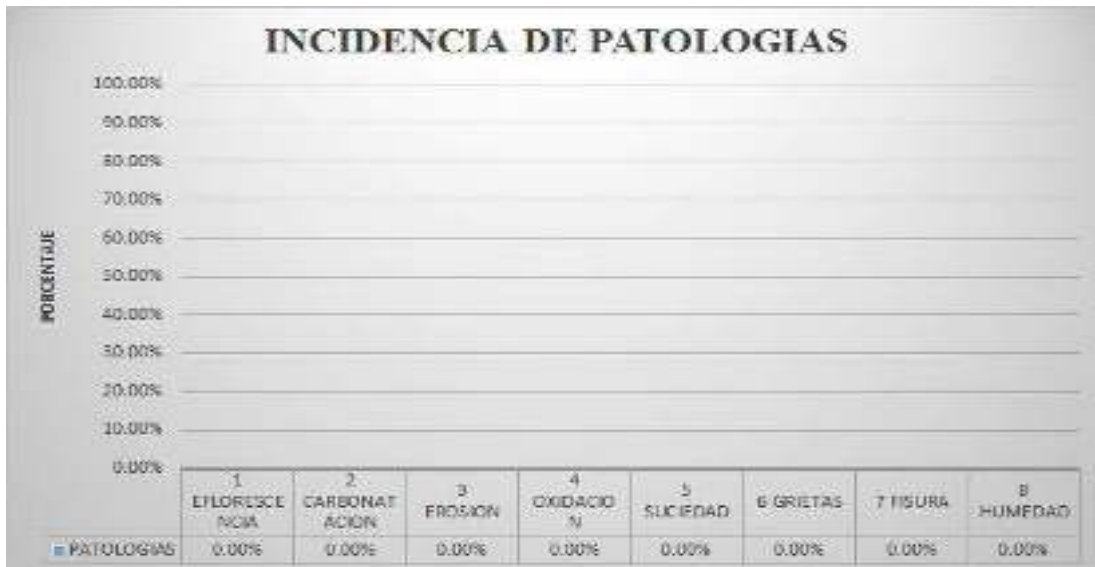 INCIDENCIA DE PATOLOGIAS
PORCENTAJE
100.00%
90.00%
80.00%
70.00%
60.00%
50.00%
40.00%
30.00%
20.00%
10.00%
0.00%
1 2 3 4 5 6 GRIETAS 7 FISURA 8
EFLORESCE CARBONAT EROSION OXIDACIO SUCIEDAD HUMEDAD
NCIA ACION N
PATOLOGIAS 0.00% 0.00% 0.00% 0.00% 0.00% 0.00% 0.00% 0.00%